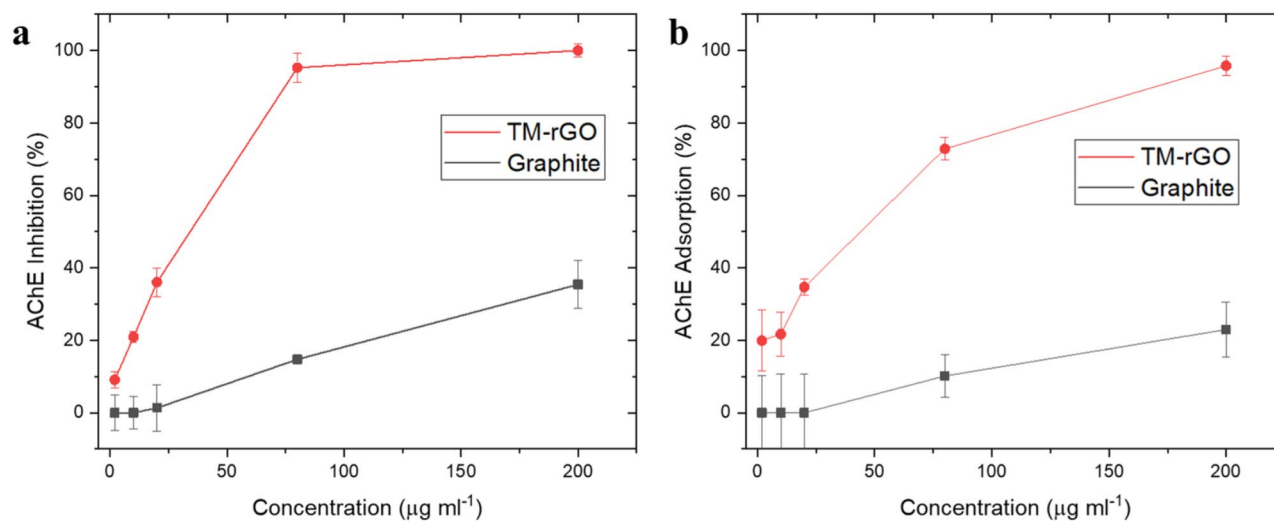 a
100
80
60
40
20
0
AChE Inhibition (%)
TM-rGO
Graphite
0
50
100
150
200
Concentration (µg ml⁻¹)
b
100
80
60
40
20
0
AChE Adsorption (%)
TM-rGO
Graphite
0
50
100
150
200
Concentration (µg ml⁻¹)